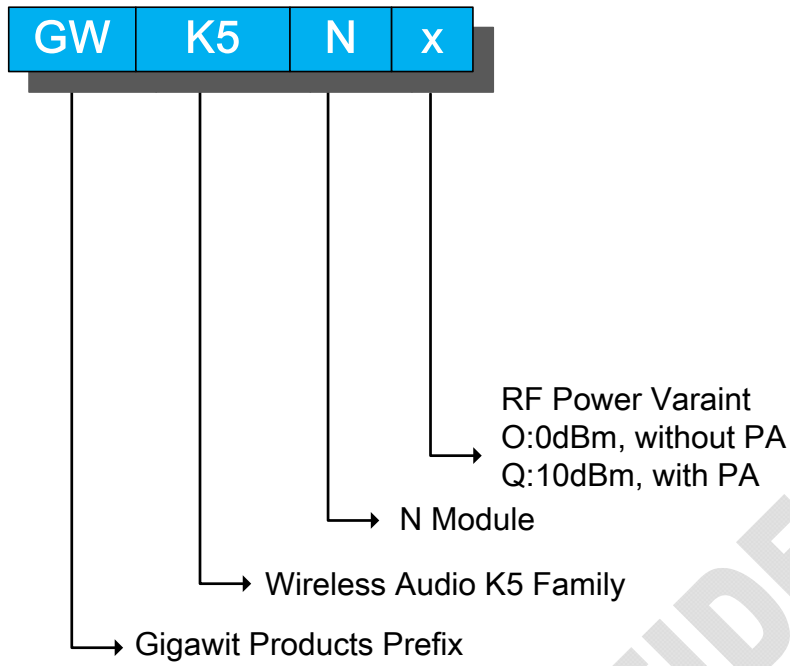 GW K5 N x
RF Power Varaint
O:0dBm, without PA
Q:10dBm, with PA
N Module
Wireless Audio K5 Family
Gigawit Products Prefix